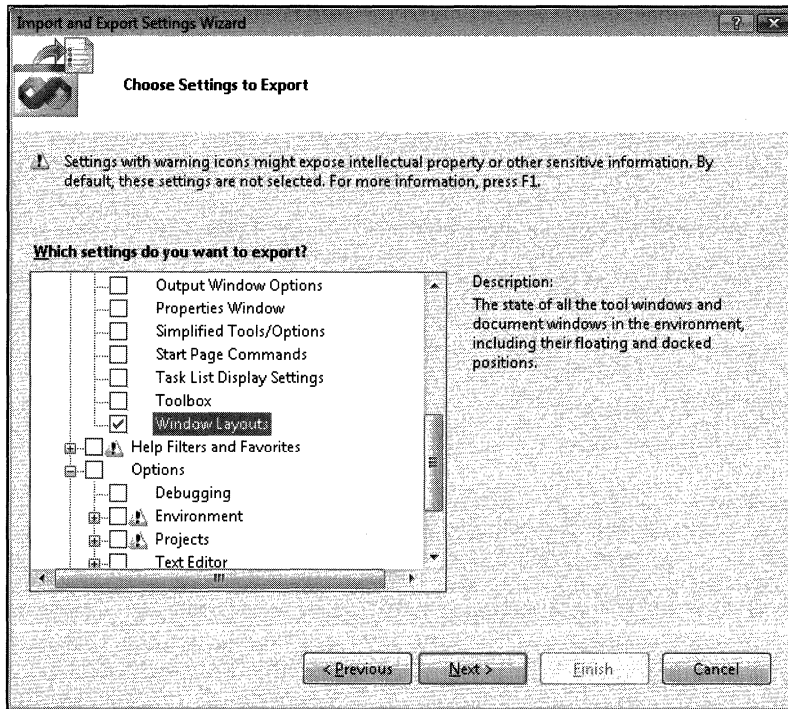 Import and Export Settings Wizard
Choose Settings to Export
Settings with warning icons might expose intellectual property or other sensitive information. By
default, these settings are not selected. For more information, press F1.
Which settings do you want to export?
Output Window Options
Properties Window
Simplified Tools/Options
Start Page Commands
Task List Display Settings
Toolbox
Window Layouts
Help Filters and Favorites
Options
Debugging
Environment
Projects
Text Editor
Description:
The state of all the tool windows and
document windows in the environment,
including their floating and docked
positions.
< Previous
Next >
Finish
Cancel